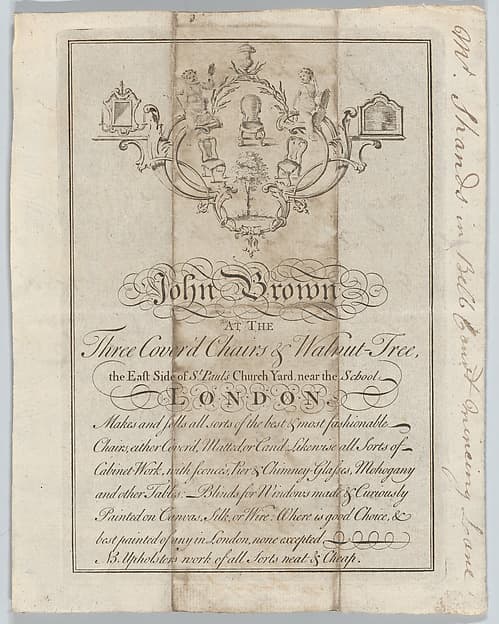 John Brown
AT THE
Three Coverd Chairs & Walnut-Tree,
the East Side of St. Paul's Church Yard, near the School
LONDON.
Makes and sells all sorts of the best & most fashionable
Chairs, either Coverd, Matted or Can'd. Likewise all Sorts of
Cabinet Work, with sconces, Pier & Chimney-Glasses, Mohogany
and other Tables: Blinds for Windows made & Curiously
Painted on Canvas, Silk, or Wire. Where is good Choice, &
best painted of any in London, none excepted
NB. Upholsters work of all Sorts neat & Cheap.
Mr. Shands in Bell Court Mincing Lane